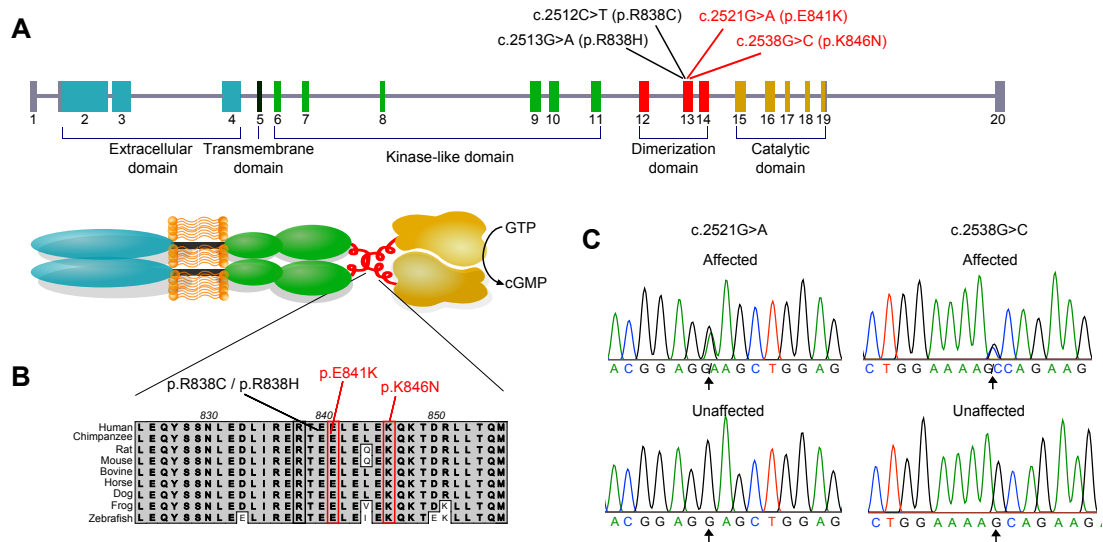 A
c.2512C>T (p.R838C)
c.2521G>A (p.E841K)
c.2513G>A (p.R838H)
c.2538G>C (p.K846N)
1 2 3 4 5 6 7 8 9 10 11 12 13 14 15 16 17 18 19 20
Extracellular domain
Transmembrane domain
Kinase-like domain
Dimerization domain
Catalytic domain
GTP
cGMP
B
p.R838C / p.R838H
p.E841K
p.K846N
830 840 850
Human LEQYSSNLEDLIRERTEELELEKQKTDRLLTQM
Chimpanzee LEQYSSNLEDLIRERTEELELEKQKTDRLLTQM
Rat LEQYSSNLEDLIRERTEELEQEKQKTDRLLTQM
Mouse LEQYSSNLEDLIRERTEELEQEKQKTDRLLTQM
Bovine LEQYSSNLEDLIRERTEELELEKQKTDRLLTQM
Horse LEQYSSNLEDLIRERTEELELEKQKTDRLLTQM
Dog LEQYSSNLEDLIRERTEELELEKQKTDRLLTQM
Frog LEQYSSNLEDLIRERTEELEVEKQKTDKLLTQM
Zebrafish LEQYSSNLEELIRERTEELEIEKQKTEKLLTQM
C
c.2521G>A
Affected
A C G G A G G A A G C T G G A G
Unaffected
A C G G A G G A G C T G G A G
c.2538G>C
Affected
C T G G A A A A G C C A G A A G
Unaffected
C T G G A A A A G C A G A A G A